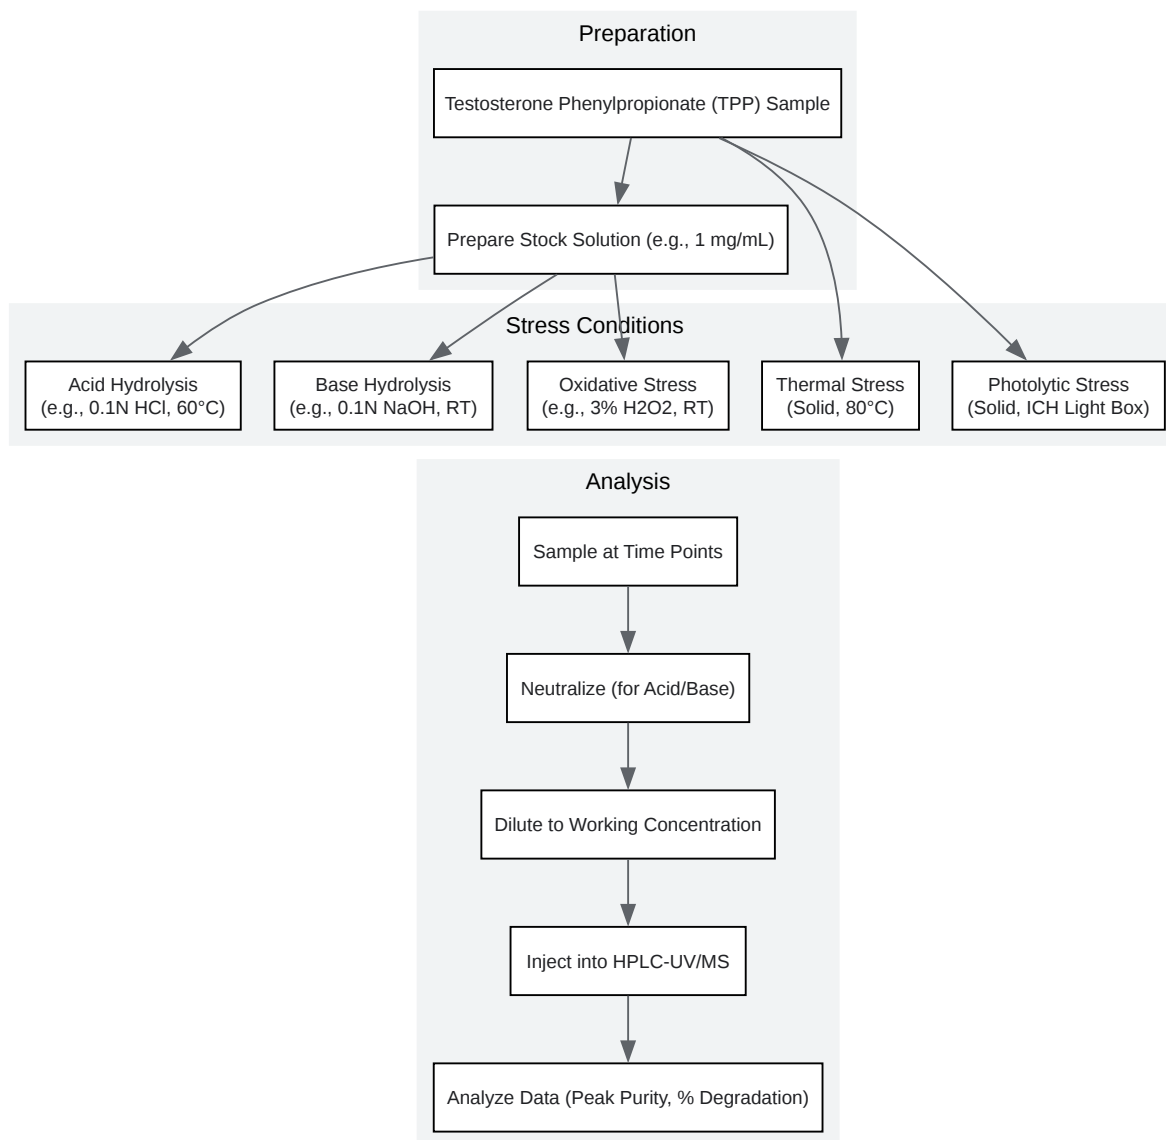 Preparation
Testosterone Phenylpropionate (TPP) Sample
Prepare Stock Solution (e.g., 1 mg/mL)
Stress Conditions
Acid Hydrolysis
(e.g., 0.1N HCl, 60°C)
Base Hydrolysis
(e.g., 0.1N NaOH, RT)
Oxidative Stress
(e.g., 3% H2O2, RT)
Thermal Stress
(Solid, 80°C)
Photolytic Stress
(Solid, ICH Light Box)
Analysis
Sample at Time Points
Neutralize (for Acid/Base)
Dilute to Working Concentration
Inject into HPLC-UV/MS
Analyze Data (Peak Purity, % Degradation)